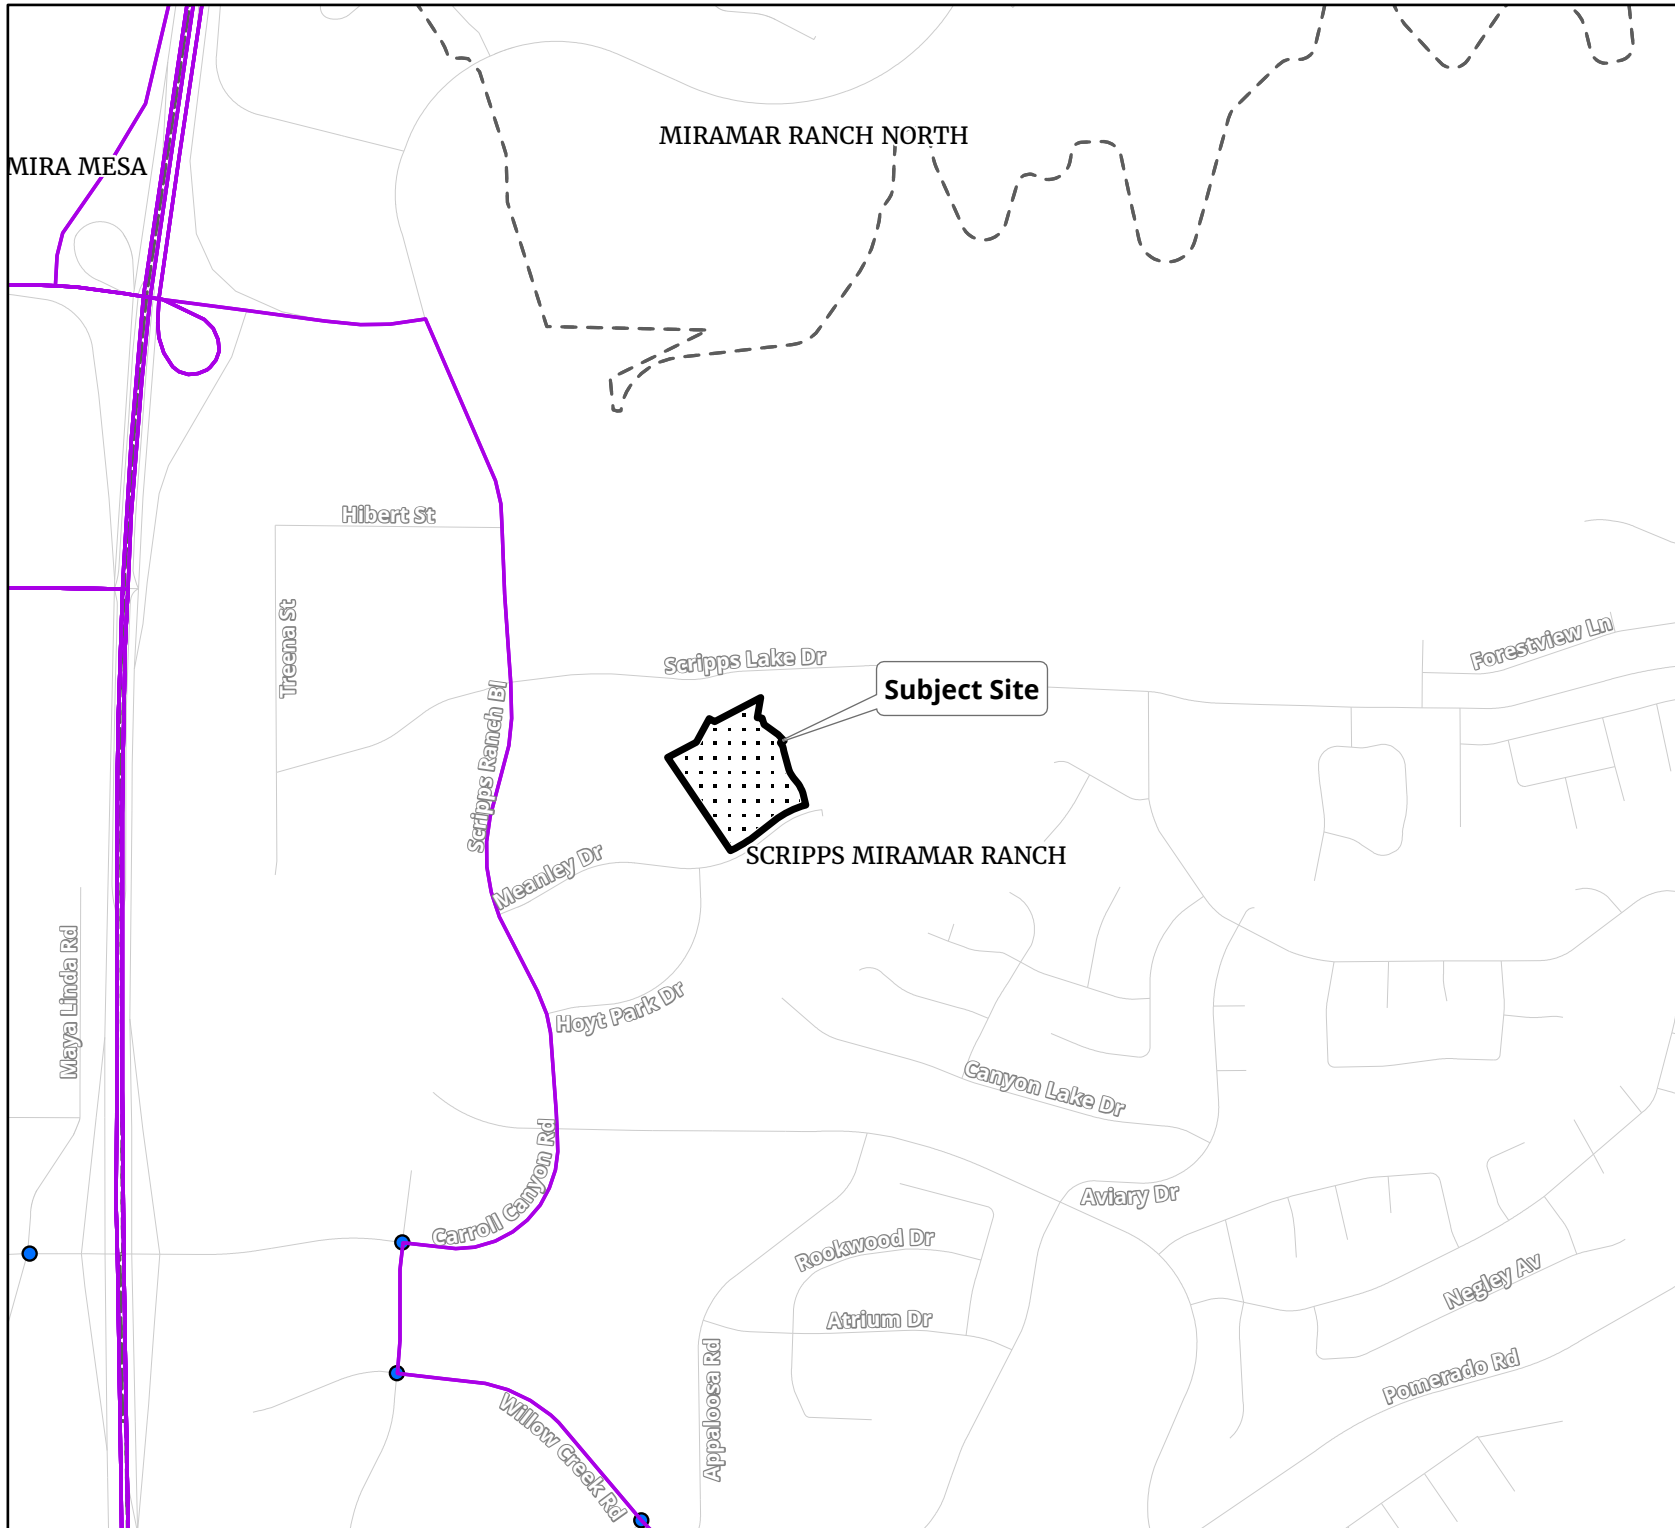 MIRAMAR RANCH NORTH
MIRA MESA
Hibert St
Treena St
Scripps Lake Dr
Forestview Ln
Subject Site
Scripps Ranch Bl
Meanley Dr
SCRIPPS MIRAMAR RANCH
Maya Linda Rd
Hoyt Park Dr
Canyon Lake Dr
Carroll Canyon Rd
Aviary Dr
Rookwood Dr
Negley Av
Atrium Dr
Appaloosa Rd
Pomerado Rd
Willow Creek Rd